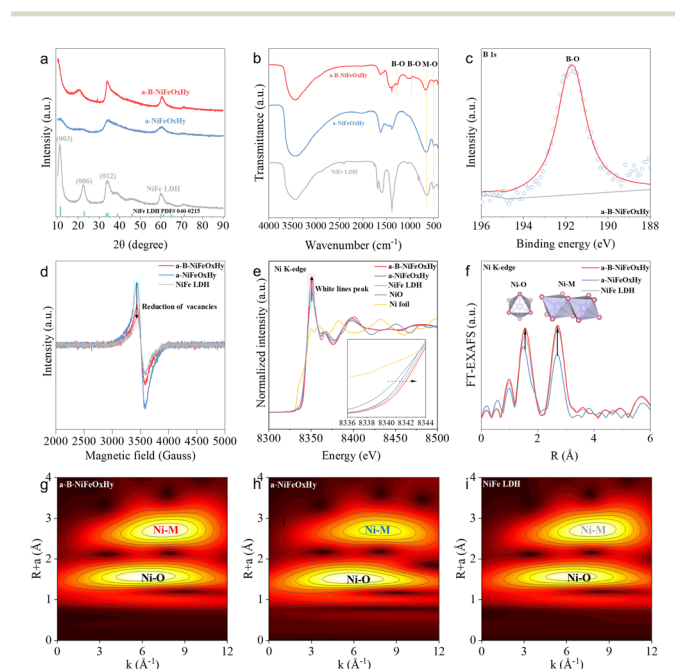 a
a-B-NiFeOxHy
a-NiFeOxHy
(003)
(006)
(012)
NiFe LDH
NiFe LDH PDF# 040-0215
Intensity (a.u.)
10 20 30 40 50 60 70 80 90
2θ (degree)
b
B-O B-O M-O
a-B-NiFeOxHy
a-NiFeOxHy
NiFe LDH
Transmittance (a.u.)
4000 3500 3000 2500 2000 1500 1000 500
Wavenumber (cm⁻¹)
c
B 1s
B-O
Intensity (a.u.)
a-B-NiFeOxHy
196 194 192 190 188
Binding energy (eV)
d
a-B-NiFeOxHy
a-NiFeOxHy
NiFe LDH
Reduction of vacancies
Intensity (a.u.)
2000 2500 3000 3500 4000 4500 5000
Magnetic field (Gauss)
e
Ni K-edge
a-B-NiFeOxHy
a-NiFeOxHy
NiFe LDH
NiO
Ni foil
White lines peak
Normalized intensity (a.u.)
8336 8338 8340 8342 8344
8300 8350 8400 8450 8500
Energy (eV)
f
Ni K-edge
a-B-NiFeOxHy
a-NiFeOxHy
NiFe LDH
Ni-O
Ni-M
FT-EXAFS (a.u.)
0 2 4 6
R (Å)
g
a-B-NiFeOxHy
Ni-M
Ni-O
R+a (Å)
4
3
2
1
0
0 3 6 9 12
k (Å⁻¹)
h
a-NiFeOxHy
Ni-M
Ni-O
R+a (Å)
4
3
2
1
0
0 3 6 9 12
k (Å⁻¹)
i
NiFe LDH
Ni-M
Ni-O
R+a (Å)
4
3
2
1
0
0 3 6 9 12
k (Å⁻¹)